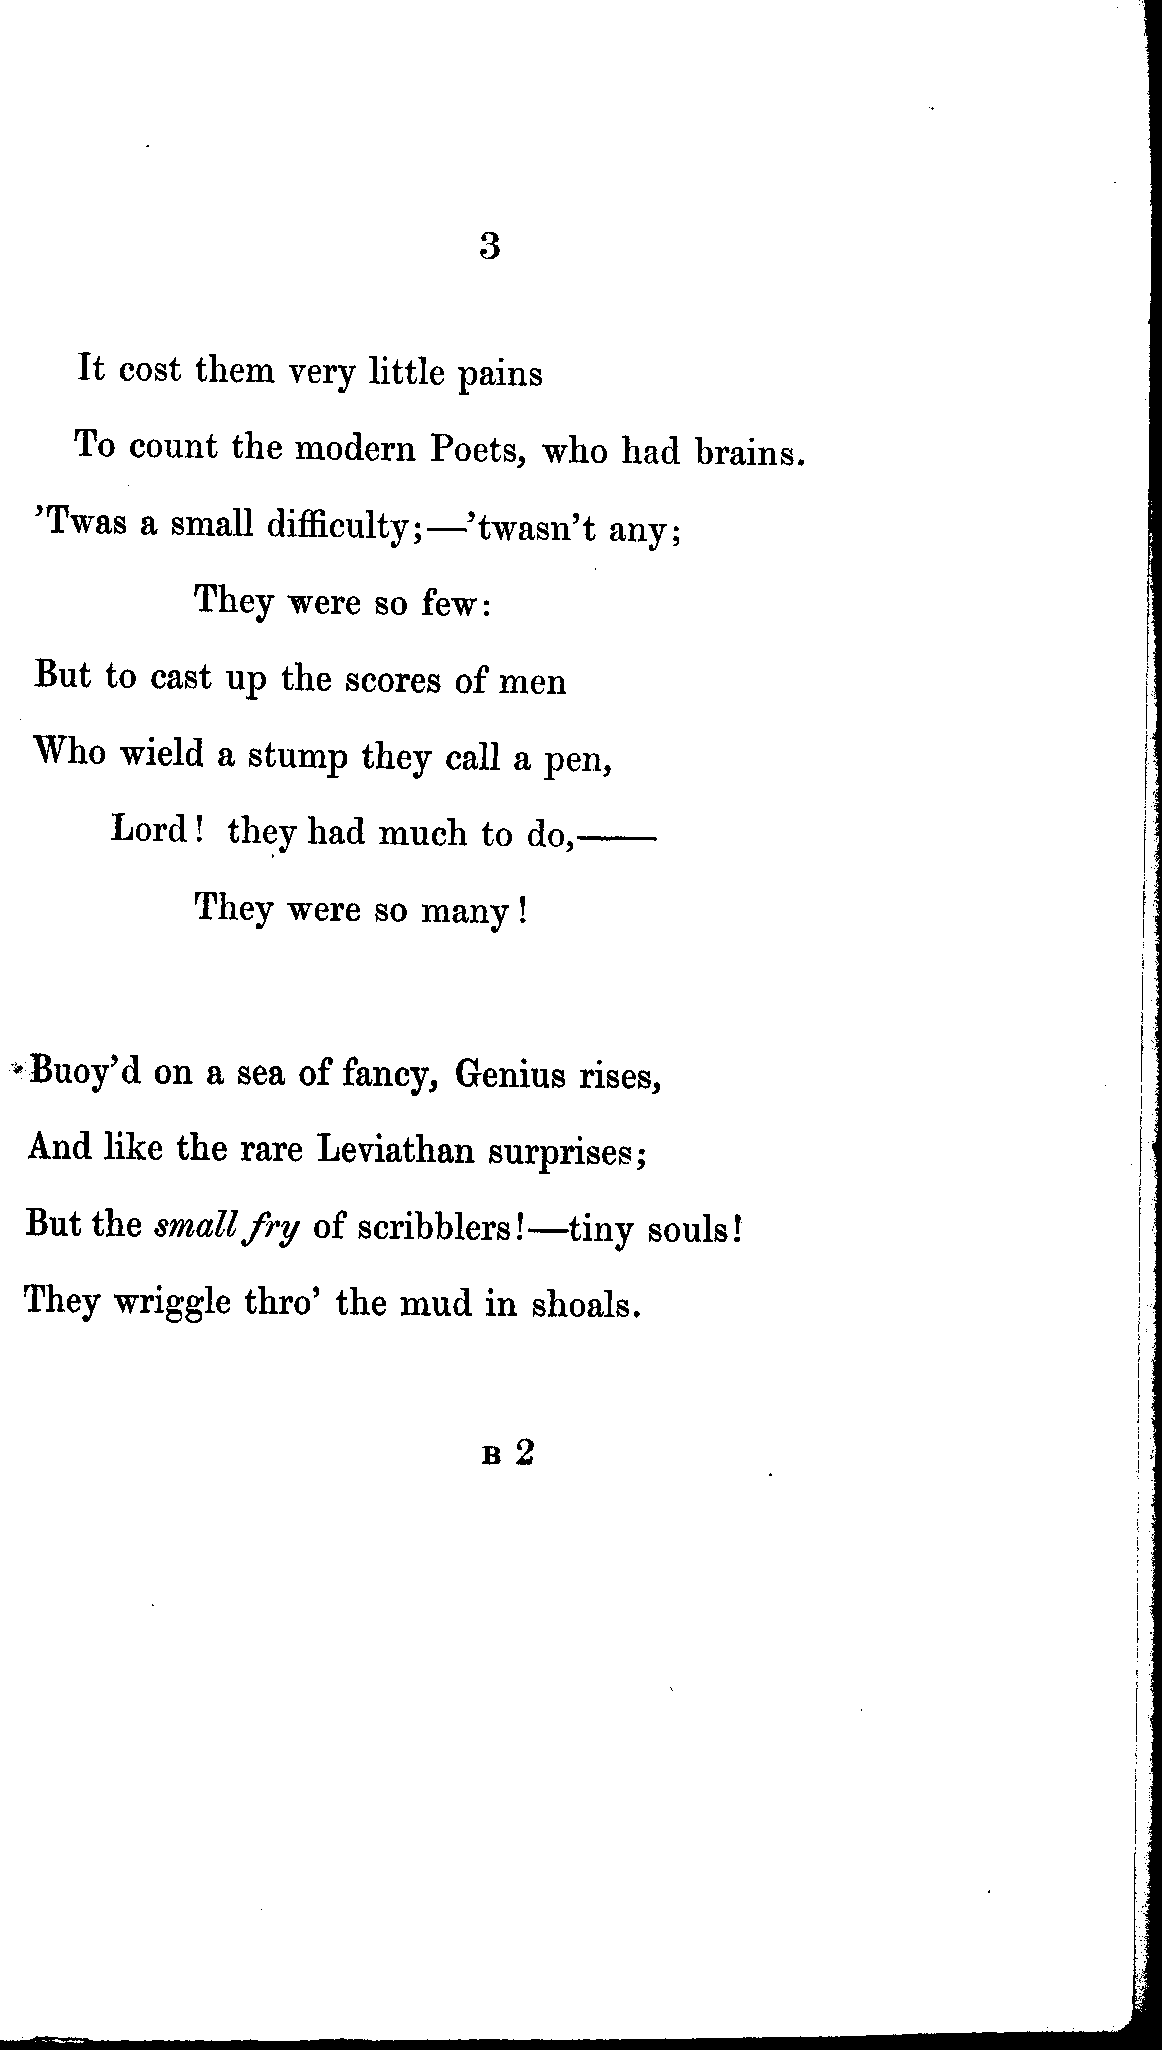 3
It cost them very little pains
To count the modern Poets, who had brains.
’Twas a small difficulty;—’twasn’t any;
They were so few:
But to cast up the scores of men
Who wield a stump they call a pen,
Lord! they had much to do,——
They were so many!
Buoy’d on a sea of fancy, Genius rises,
And like the rare Leviathan surprises;
But the small fry of scribblers!—tiny souls!
They wriggle thro’ the mud in shoals.
B 2